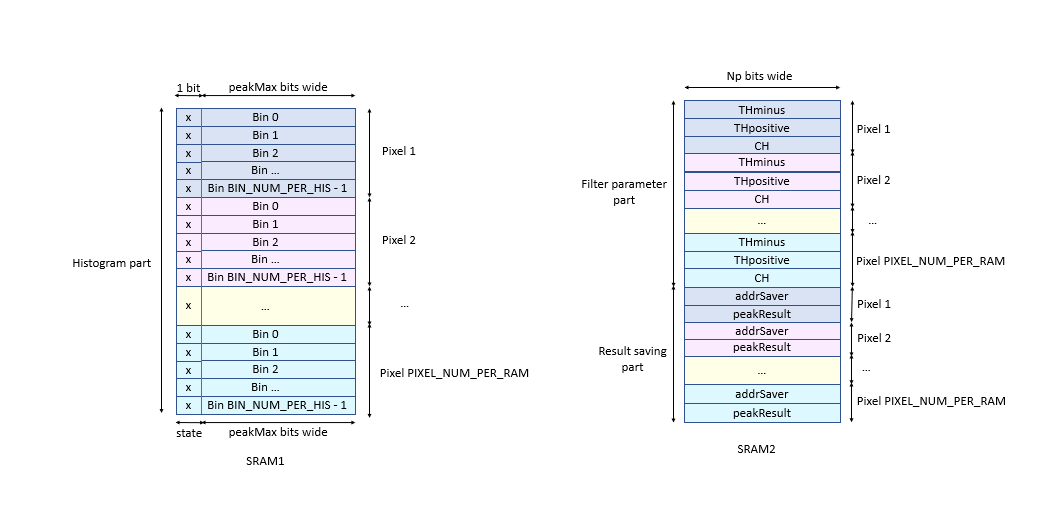 1 bit
peakMax bits wide
x
Bin 0
x
Bin 1
x
Bin 2
x
Bin ...
x
Bin BIN_NUM_PER_HIS - 1
Pixel 1
x
Bin 0
x
Bin 1
x
Bin 2
x
Bin ...
x
Bin BIN_NUM_PER_HIS - 1
Pixel 2
Histogram part
x
...
...
x
Bin 0
x
Bin 1
x
Bin 2
x
Bin ...
x
Bin BIN_NUM_PER_HIS - 1
Pixel PIXEL_NUM_PER_RAM
state
peakMax bits wide
SRAM1
Np bits wide
THminus
THpositive
CH
Pixel 1
THminus
THpositive
CH
Pixel 2
Filter parameter
part
...
...
THminus
THpositive
CH
Pixel PIXEL_NUM_PER_RAM
addrSaver
peakResult
Pixel 1
addrSaver
peakResult
Pixel 2
Result saving
part
...
...
addrSaver
peakResult
Pixel PIXEL_NUM_PER_RAM
SRAM2